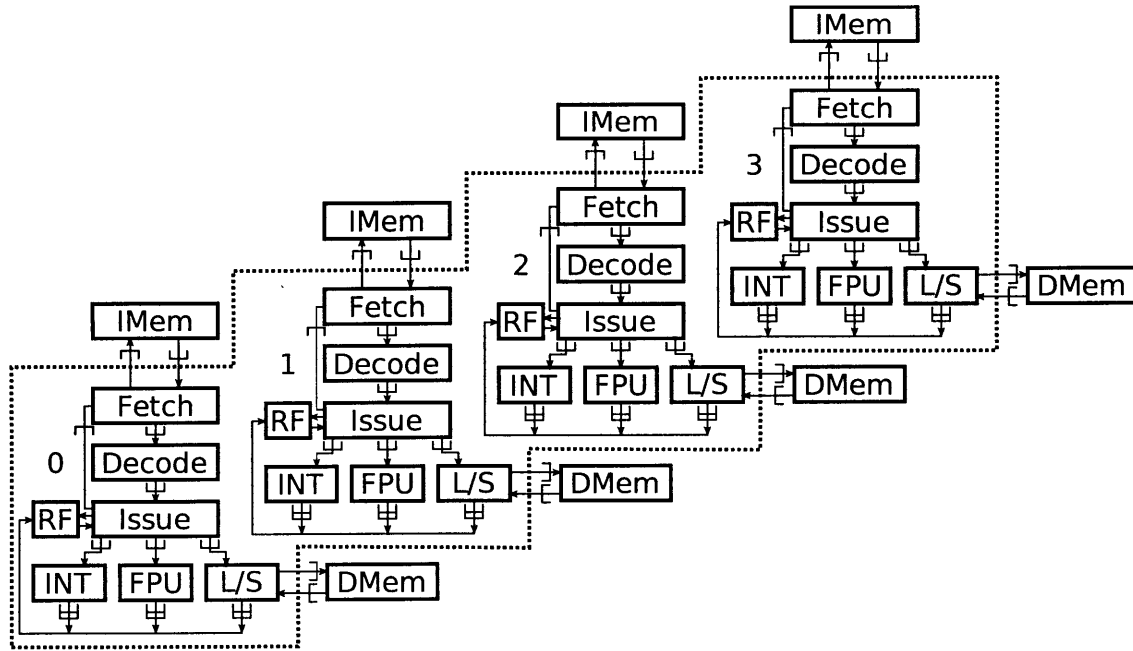 IMem
Fetch
3
Decode
RF
Issue
INT
FPU
L/S
DMem
IMem
Fetch
2
Decode
RF
Issue
INT
FPU
L/S
DMem
IMem
Fetch
1
Decode
RF
Issue
INT
FPU
L/S
DMem
IMem
Fetch
0
Decode
RF
Issue
INT
FPU
L/S
DMem